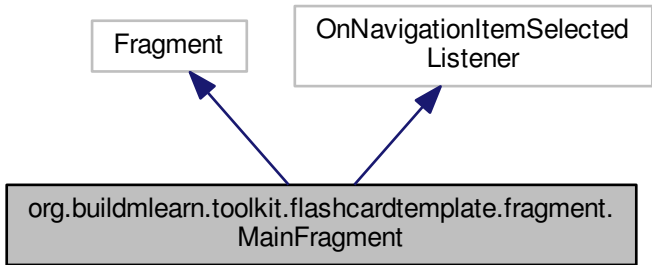 Fragment
OnNavigationItemSelected
Listener
org.buildmlearn.toolkit.flashcardtemplate.fragment.
MainFragment